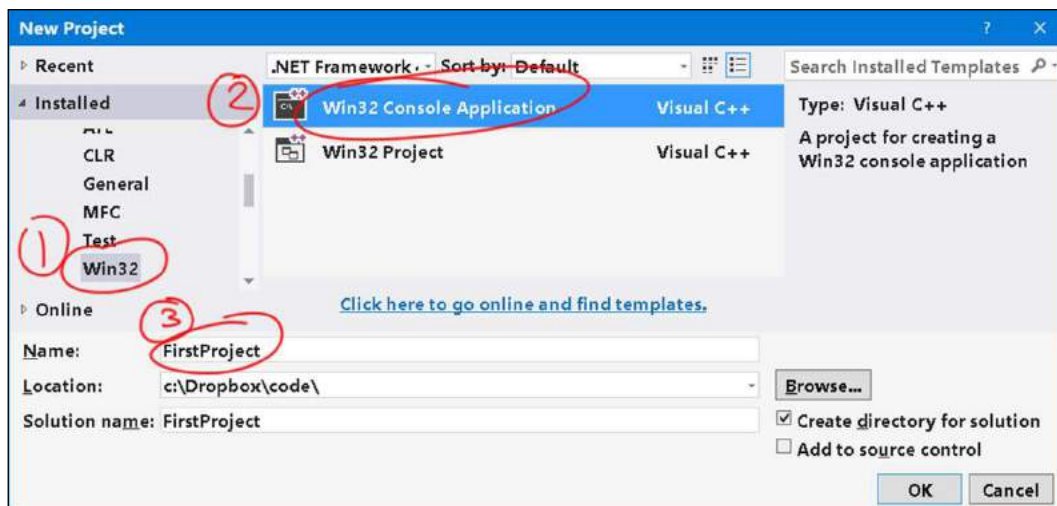 New Project
? ×
Recent
.NET Framework
Sort by: Default
Search Installed Templates
Installed
CLR
General
MFC
Test
Win32
1
2
Win32 Console Application
Visual C++
Win32 Project
Visual C++
Type: Visual C++
A project for creating a
Win32 console application
Online
Click here to go online and find templates.
3
Name:
FirstProject
Location:
c:\Dropbox\code\
Browse...
Solution name:
FirstProject
Create directory for solution
Add to source control
OK
Cancel